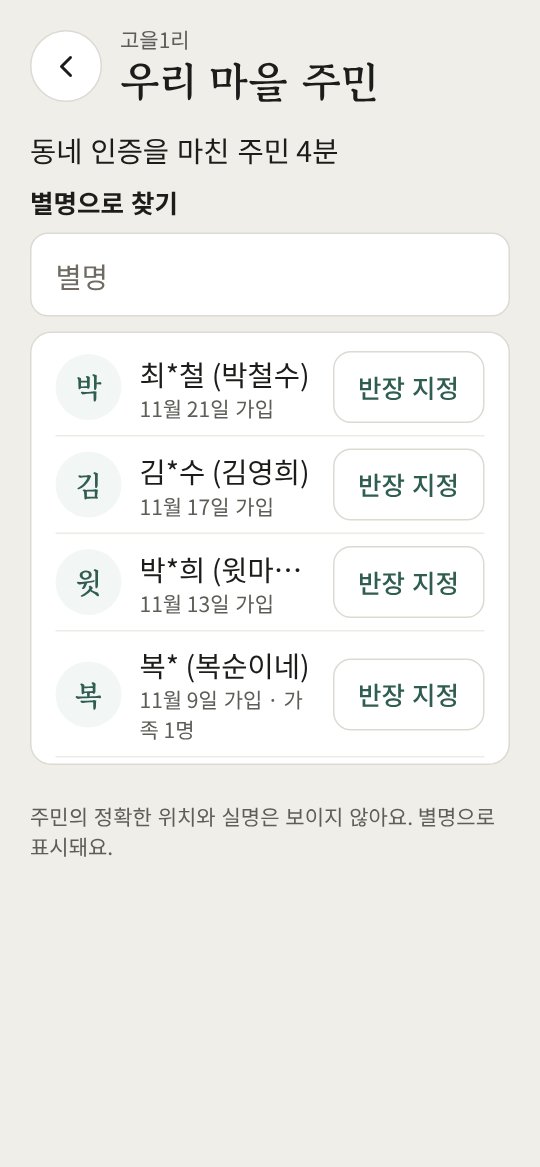 고을1리
우리 마을 주민
동네 인증을 마친 주민 4분
별명으로 찾기
별명
박
최*철 (박철수)
11월 21일 가입
반장 지정
김
김*수 (김영희)
11월 17일 가입
반장 지정
윗
박*희 (윗마···
11월 13일 가입
반장 지정
복
복* (복순이네)
11월 9일 가입 · 가
족 1명
반장 지정
주민의 정확한 위치와 실명은 보이지 않아요. 별명으로
표시돼요.